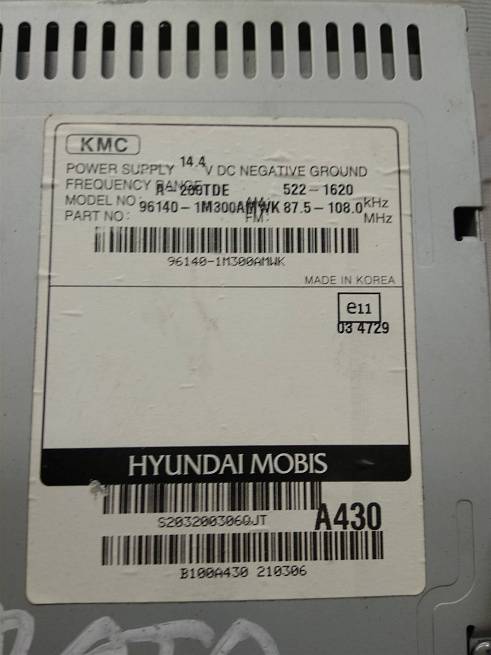 KMC
POWER SUPPLY 14.4 V DC NEGATIVE GROUND
FREQUENCY RANGE
A-200TDE 522-1620 kHz
MODEL NO 96140-1M300AMWK 87.5-108.0 MHz
PART NO: FM:
96140-1M300AMWK
MADE IN KOREA
e11
03 4729
HYUNDAI MOBIS
S203200306QJT A430
B100A430 210306